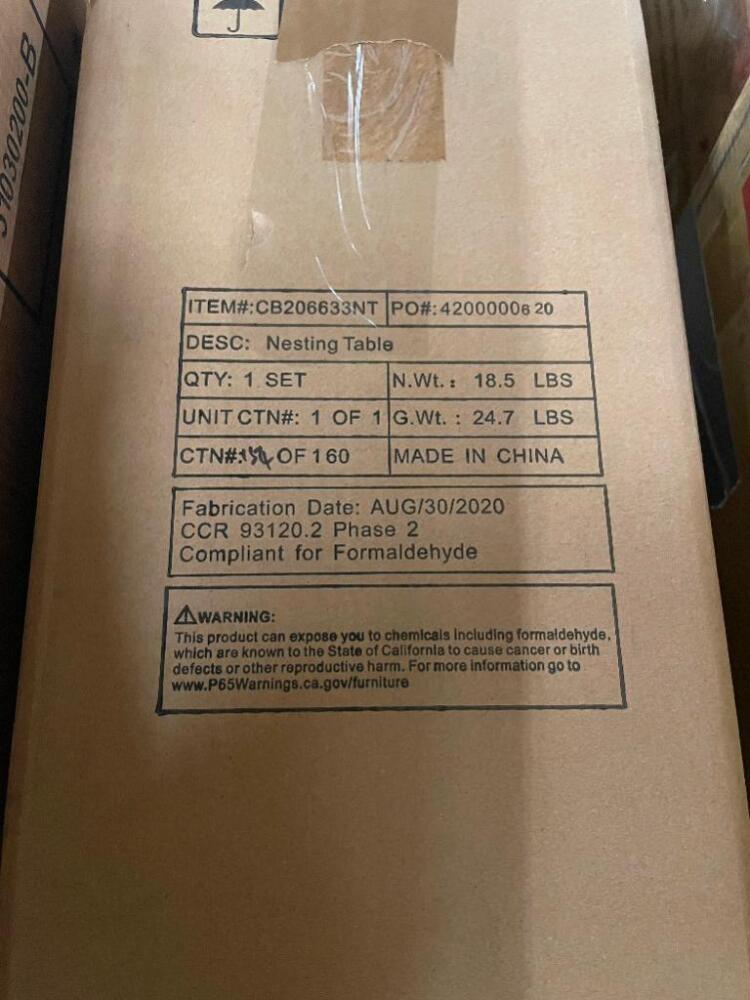 31030200-B
ITEM#:CB206633NT PO#:4200000620
DESC: Nesting Table
QTY: 1 SET N.Wt.: 18.5 LBS
UNIT CTN#: 1 OF 1 G.Wt.: 24.7 LBS
CTN#: OF 160 MADE IN CHINA
Fabrication Date: AUG/30/2020
CCR 93120.2 Phase 2
Compliant for Formaldehyde
WARNING:
This product can expose you to chemicals including formaldehyde,
which are known to the State of California to cause cancer or birth
defects or other reproductive harm. For more information go to
www.P65Warnings.ca.gov/furniture